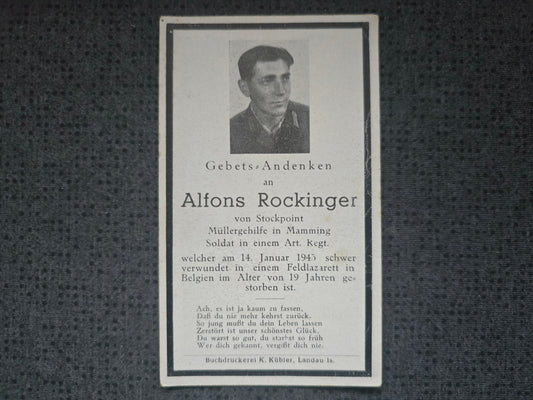 Gebets-Andenken
an
Alfons Rockinger
von Stockpoint
Müllergehilfe in Mamming
Soldat in einem Art. Regt.
welcher am 14. Januar 1945 schwer
verwundet in einem Feldlazarett in
Belgien im Alter von 19 Jahren ge-
storben ist.
Ach, es ist ja kaum zu fassen,
Daß du nie mehr kehrst zurück.
So jung mußt du dein Leben lassen
Zerstört ist unser schönstes Glück.
Du warst so gut, du starbst so früh
Wer dich gekannt, vergißt dich nie.
Buchdruckerei K. Kübler, Landau Is.